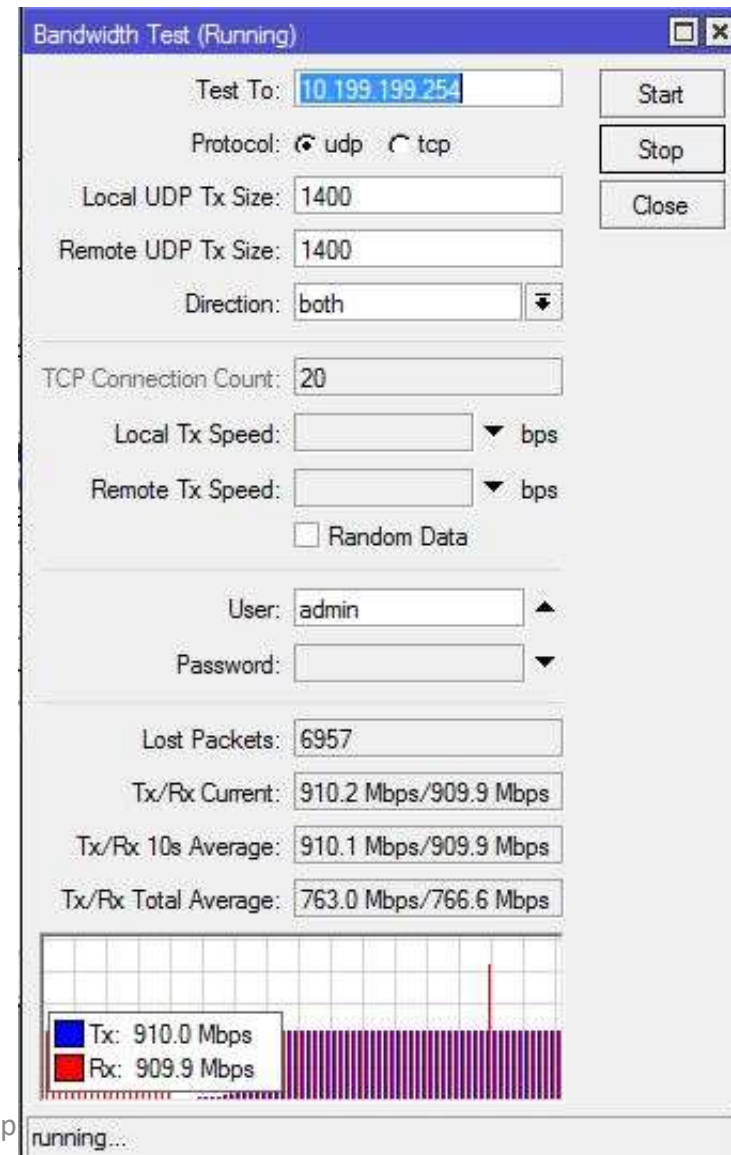 Bandwidth Test (Running)
Test To: 10.199.199.254
Start
Protocol: udp tcp
Stop
Local UDP Tx Size: 1400
Close
Remote UDP Tx Size: 1400
Direction: both
TCP Connection Count: 20
Local Tx Speed: bps
Remote Tx Speed: bps
Random Data
User: admin
Password:
Lost Packets: 6957
Tx/Rx Current: 910.2 Mbps/909.9 Mbps
Tx/Rx 10s Average: 910.1 Mbps/909.9 Mbps
Tx/Rx Total Average: 763.0 Mbps/766.6 Mbps
Tx: 910.0 Mbps
Rx: 909.9 Mbps
p
running...